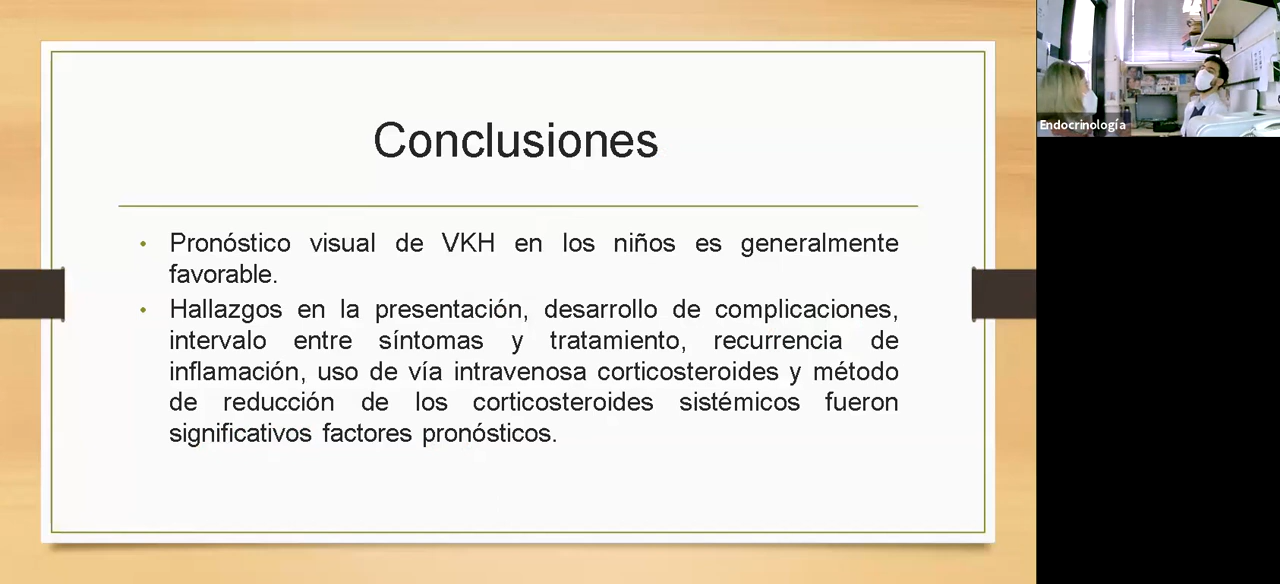 Conclusiones
• Pronóstico visual de VKH en los niños es generalmente
favorable.
• Hallazgos en la presentación, desarrollo de complicaciones,
intervalo entre síntomas y tratamiento, recurrencia de
inflamación, uso de vía intravenosa corticosteroides y método
de reducción de los corticosteroides sistémicos fueron
significativos factores pronósticos.
Endocrinología